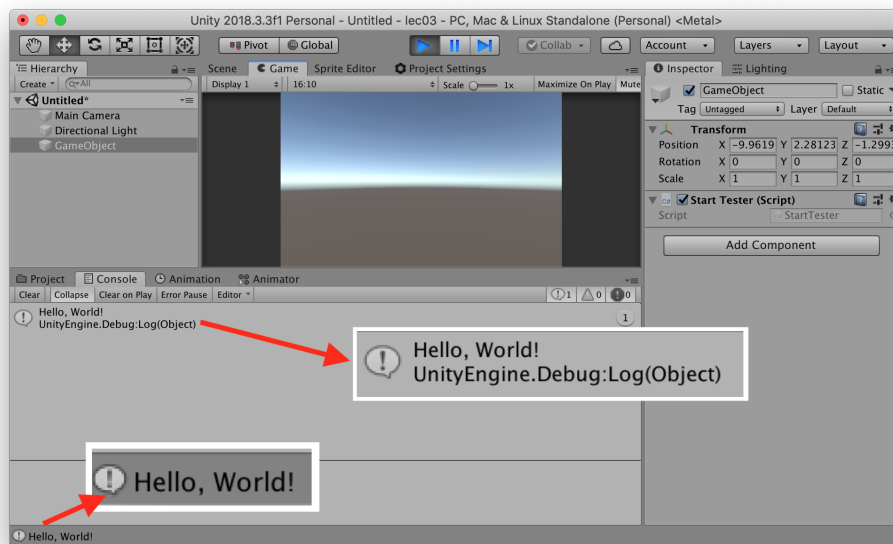 Unity 2018.3.3f1 Personal - Untitled - lec03 - PC, Mac & Linux Standalone (Personal) <Metal>
Pivot Global Collab Account Layers Layout
Hierarchy
Create All
Untitled*
Main Camera
Directional Light
GameObject
Scene Game Sprite Editor Project Settings
Display 1 16:10 Scale 1x Maximize On Play Mute
Inspector Lighting
GameObject Static
Tag Untagged Layer Default
Transform
Position X -9.9619 Y 2.28123 Z -1.2993
Rotation X 0 Y 0 Z 0
Scale X 1 Y 1 Z 1
C# Start Tester (Script)
Script StartTester
Add Component
Project Console Animation Animator
Clear Collapse Clear on Play Error Pause Editor 1 0 0
Hello, World!
UnityEngine.Debug:Log(Object) 1
Hello, World!
UnityEngine.Debug:Log(Object)
Hello, World!
Hello, World!